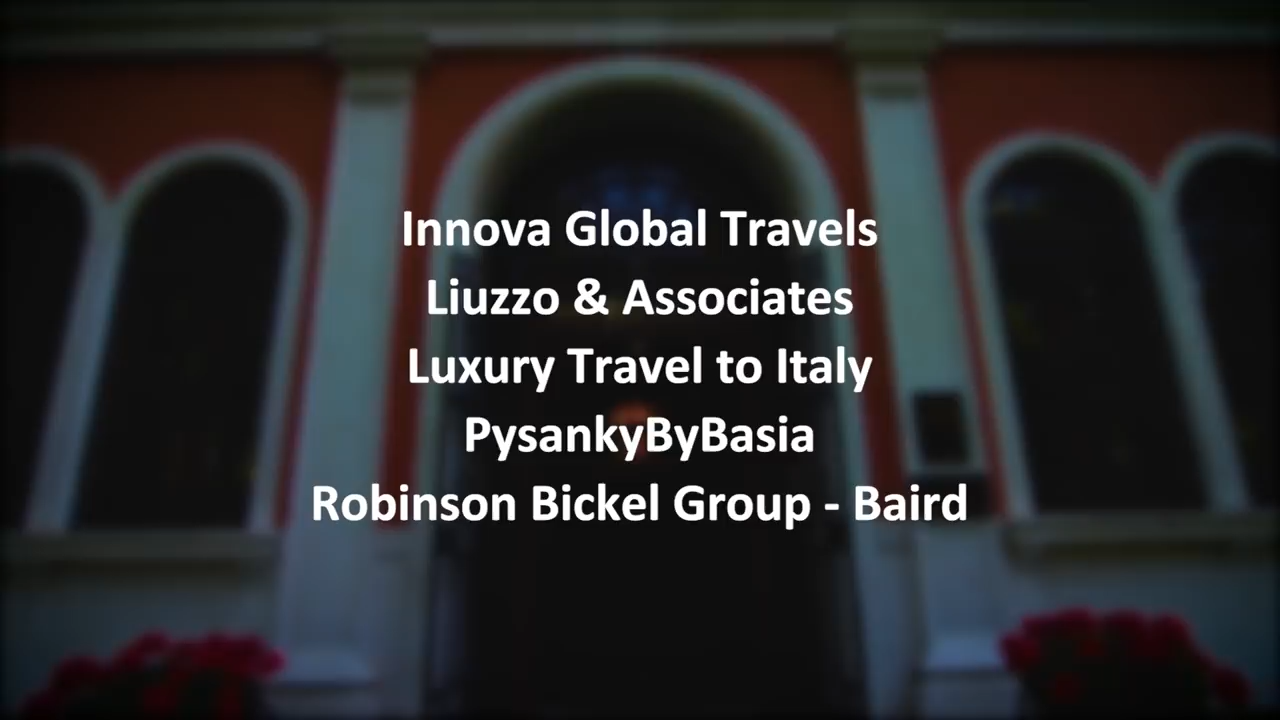 Innova Global Travels
Liuzzo & Associates
Luxury Travel to Italy
PysankyByBasia
Robinson Bickel Group - Baird